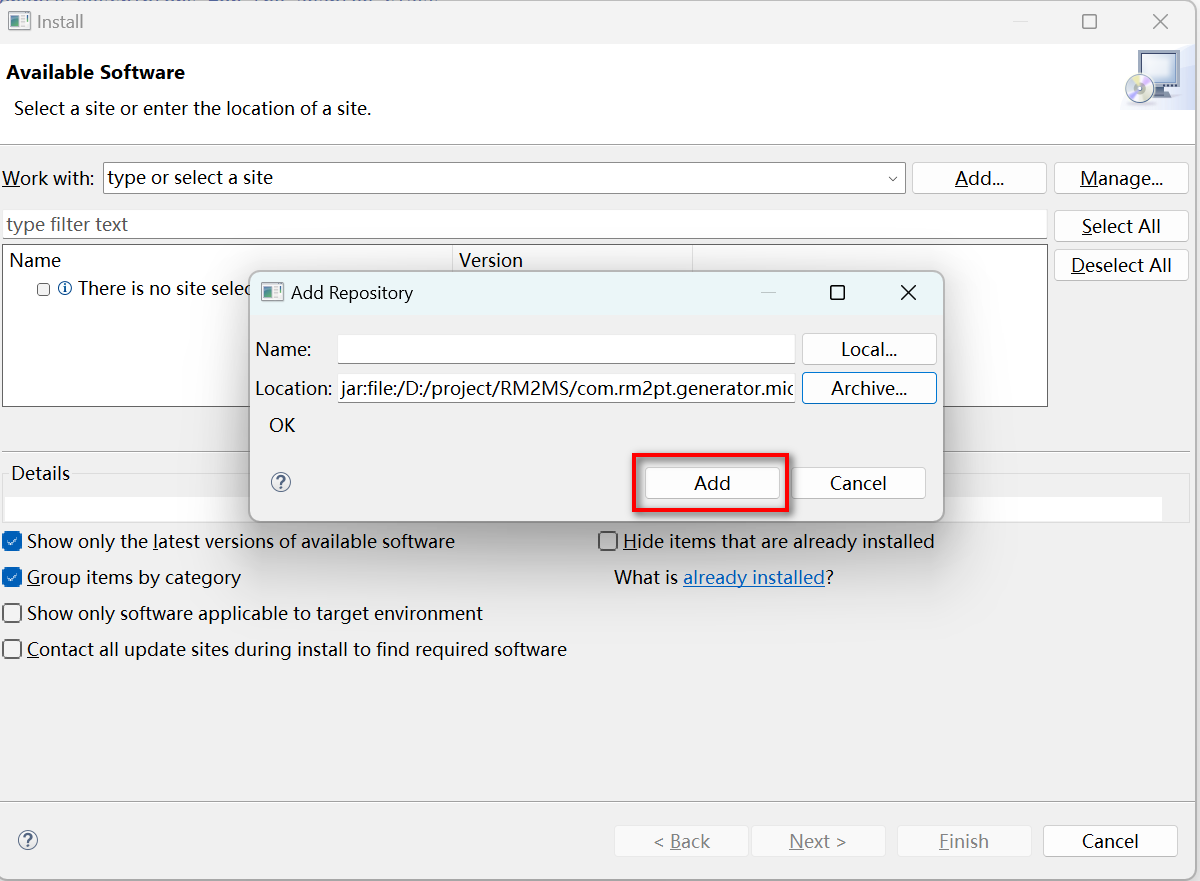 Install
Available Software
Select a site or enter the location of a site.
Work with: type or select a site Add... Manage...
type filter text Select All
Name Version Deselect All
There is no site selec
Add Repository
Name: Local...
Location: jar:file:/D:/project/RM2MS/com.rm2pt.generator.mic Archive...
OK
Add Cancel
Details
Show only the latest versions of available software Hide items that are already installed
Group items by category What is already installed?
Show only software applicable to target environment
Contact all update sites during install to find required software
< Back Next > Finish Cancel